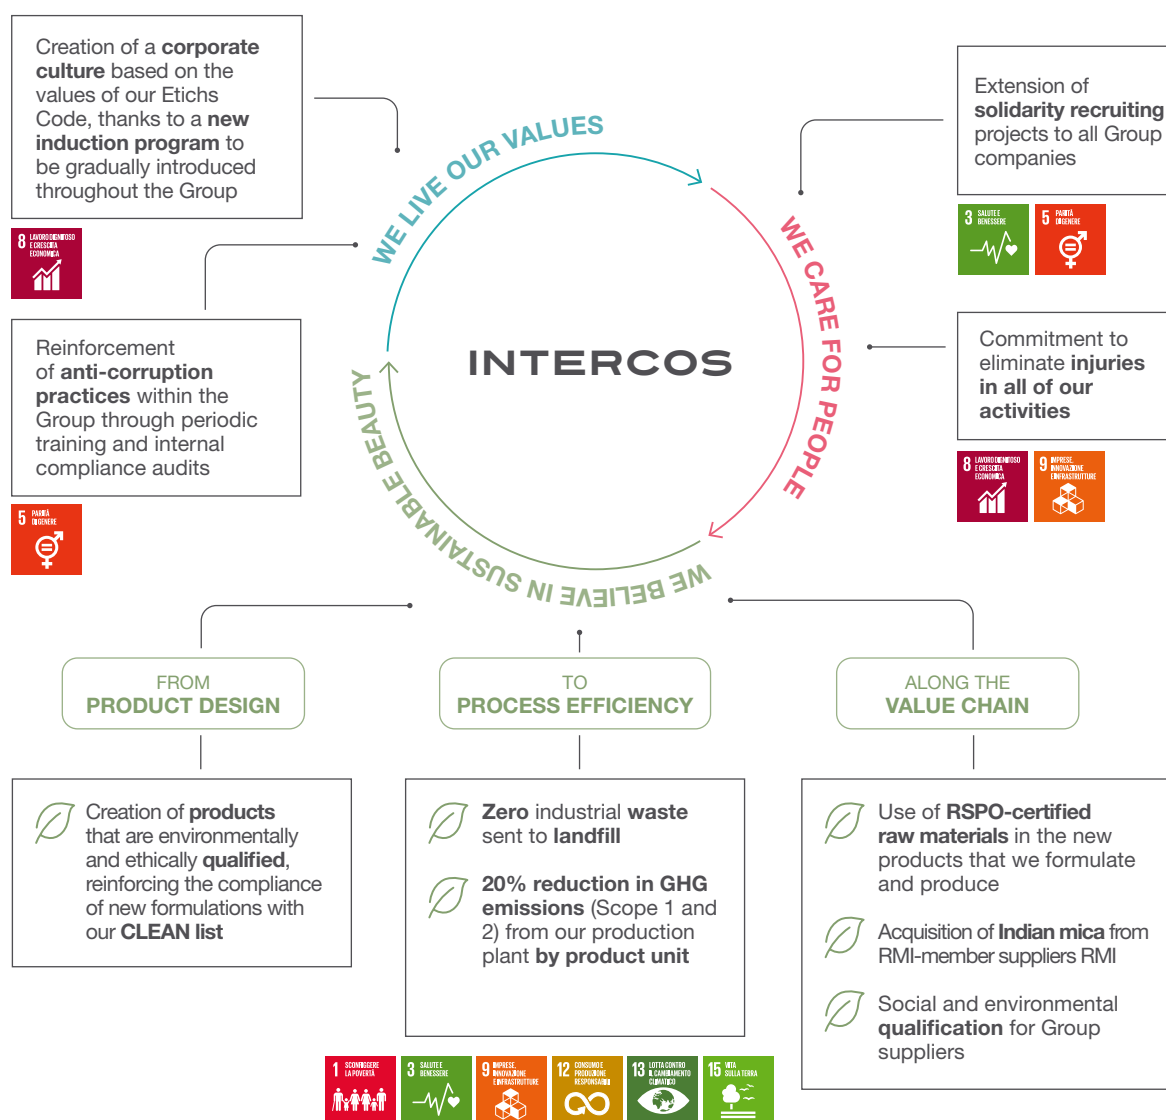 Creation of a corporate
culture based on the
values of our Etichs
Code, thanks to a new
induction program to
be gradually introduced
throughout the Group
8 LAVORO DIGNITOSO
E CRESCITA
ECONOMICA
Reinforcement
of anti-corruption
practices within the
Group through periodic
training and internal
compliance audits
5 PARITÀ
DI GENERE
WE LIVE OUR VALUES
WE CARE FOR PEOPLE
WE BELIEVE IN SUSTAINABLE BEAUTY
INTERCOS
Extension of
solidarity recruiting
projects to all Group
companies
3 SALUTE E
BENESSERE
5 PARITÀ
DI GENERE
Commitment to
eliminate injuries
in all of our
activities
8 LAVORO DIGNITOSO
E CRESCITA
ECONOMICA
9 IMPRESE,
INNOVAZIONE
E INFRASTRUTTURE
FROM
PRODUCT DESIGN
Creation of products
that are environmentally
and ethically qualified,
reinforcing the compliance
of new formulations with
our CLEAN list
TO
PROCESS EFFICIENCY
Zero industrial waste
sent to landfill
20% reduction in GHG
emissions (Scope 1 and
2) from our production
plant by product unit
ALONG THE
VALUE CHAIN
Use of RSPO-certified
raw materials in the new
products that we formulate
and produce
Acquisition of Indian mica from
RMI-member suppliers RMI
Social and environmental
qualification for Group
suppliers
1 SCONFIGGERE
LA POVERTÀ
3 SALUTE E
BENESSERE
9 IMPRESE,
INNOVAZIONE
E INFRASTRUTTURE
12 CONSUMO E
PRODUZIONE
RESPONSABILI
13 LOTTA CONTRO
IL CAMBIAMENTO
CLIMATICO
15 VITA
SULLA TERRA